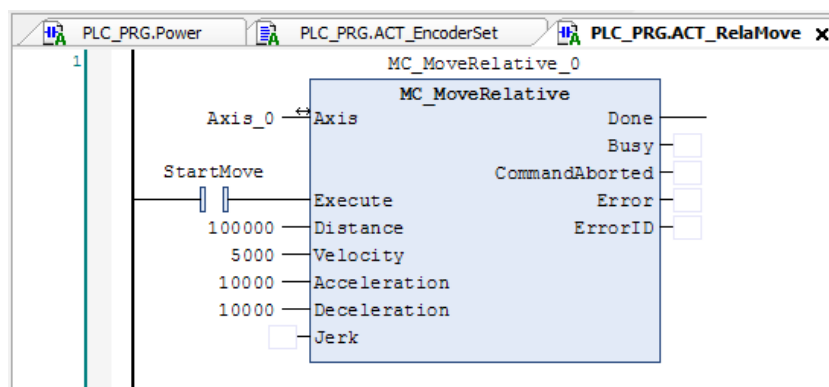 PLC_PRG.Power PLC_PRG.ACT_EncoderSet PLC_PRG.ACT_RelaMove x
1 MC_MoveRelative_0
MC_MoveRelative
Axis_0 Axis Done
Busy
StartMove CommandAborted
Execute Error
100000 Distance ErrorID
5000 Velocity
10000 Acceleration
10000 Deceleration
Jerk